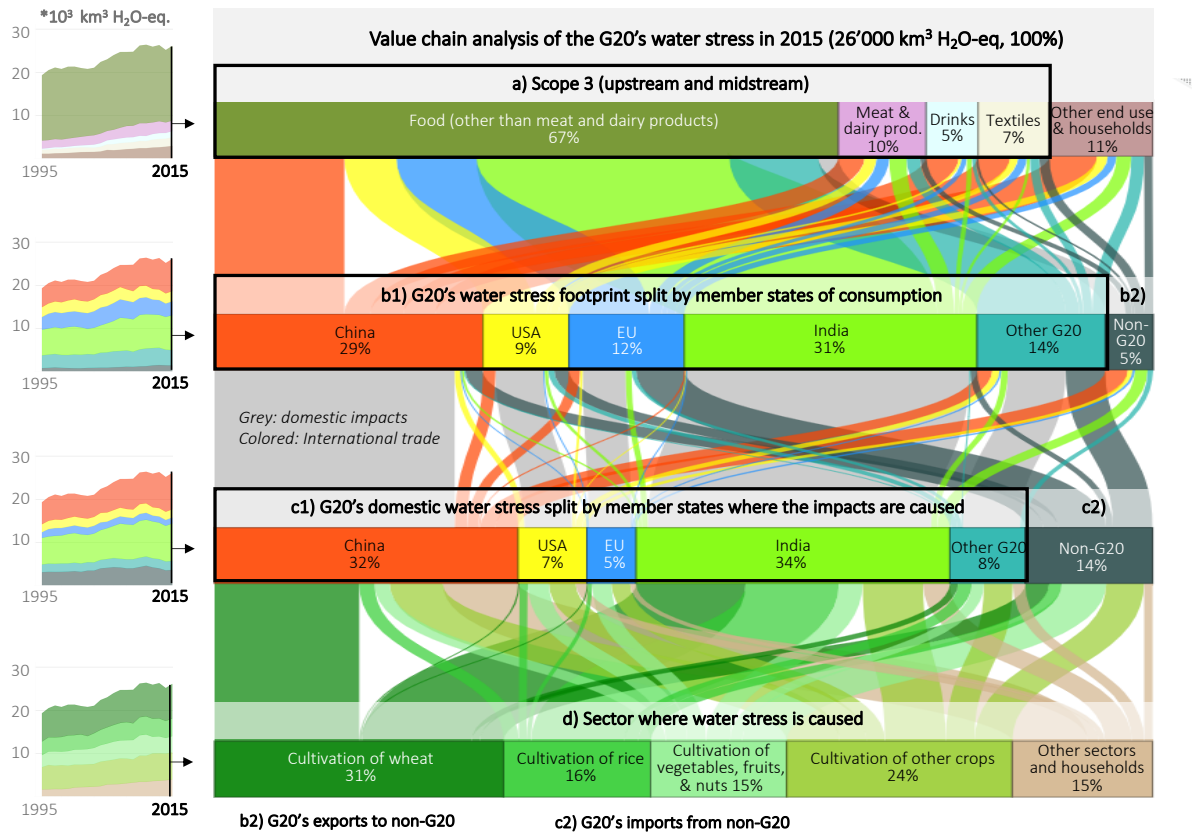 *10³ km³ H₂O-eq.
30
20
10
1995
2015
Value chain analysis of the G20’s water stress in 2015 (26’000 km³ H₂O-eq, 100%)
a) Scope 3 (upstream and midstream)
Food (other than meat and dairy products)
67%
Meat &
dairy prod.
10%
Drinks
5%
Textiles
7%
Other end use
& households
11%
30
20
10
1995
2015
b1) G20’s water stress footprint split by member states of consumption
b2)
China
29%
USA
9%
EU
12%
India
31%
Other G20
14%
Non-
G20
5%
Grey: domestic impacts
Colored: International trade
30
20
10
1995
2015
c1) G20’s domestic water stress split by member states where the impacts are caused
c2)
China
32%
USA
7%
EU
5%
India
34%
Other G20
8%
Non-G20
14%
30
20
10
1995
2015
d) Sector where water stress is caused
Cultivation of wheat
31%
Cultivation of rice
16%
Cultivation of
vegetables, fruits,
& nuts 15%
Cultivation of other crops
24%
Other sectors
and households
15%
b2) G20’s exports to non-G20
c2) G20’s imports from non-G20